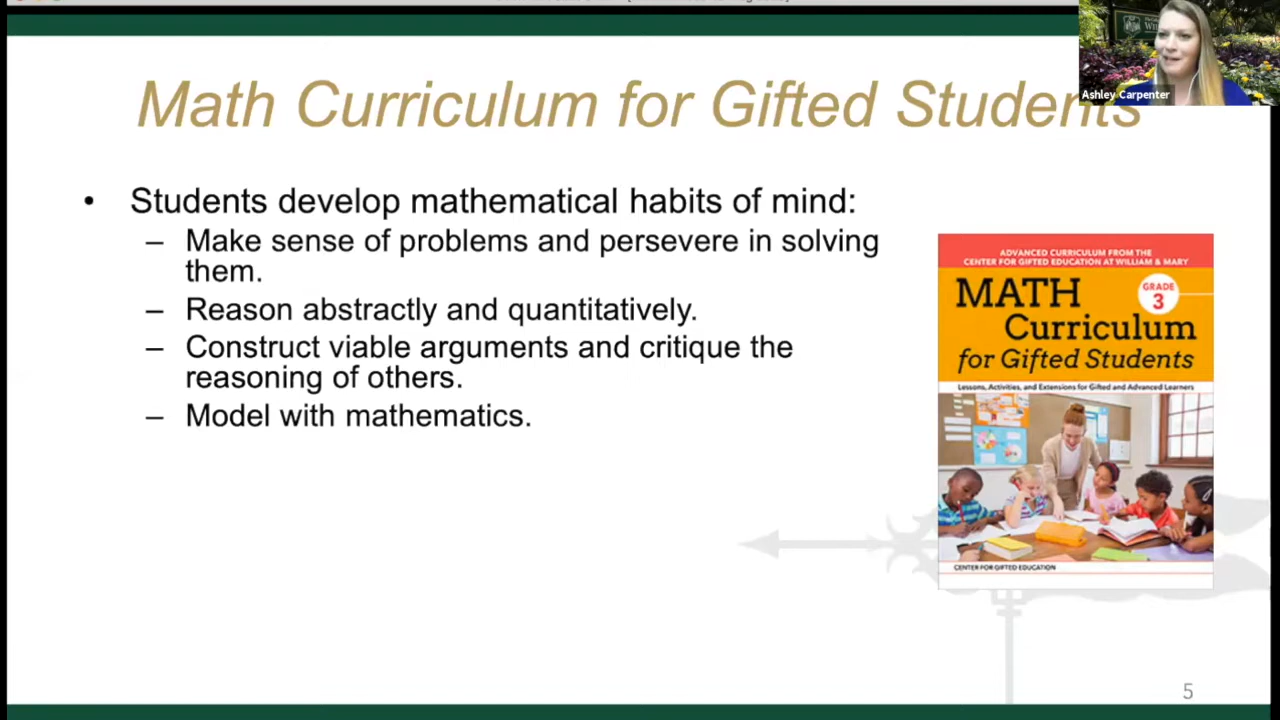 Math Curriculum for Gifted Students
Ashley Carpenter
• Students develop mathematical habits of mind:
– Make sense of problems and persevere in solving
them.
– Reason abstractly and quantitatively.
– Construct viable arguments and critique the
reasoning of others.
– Model with mathematics.
ADVANCED CURRICULUM FROM THE
CENTER FOR GIFTED EDUCATION AT WILLIAM & MARY
MATH
GRADE
3
Curriculum
for Gifted Students
Lessons, Activities, and Extensions for Gifted and Advanced Learners
CENTER FOR GIFTED EDUCATION
5